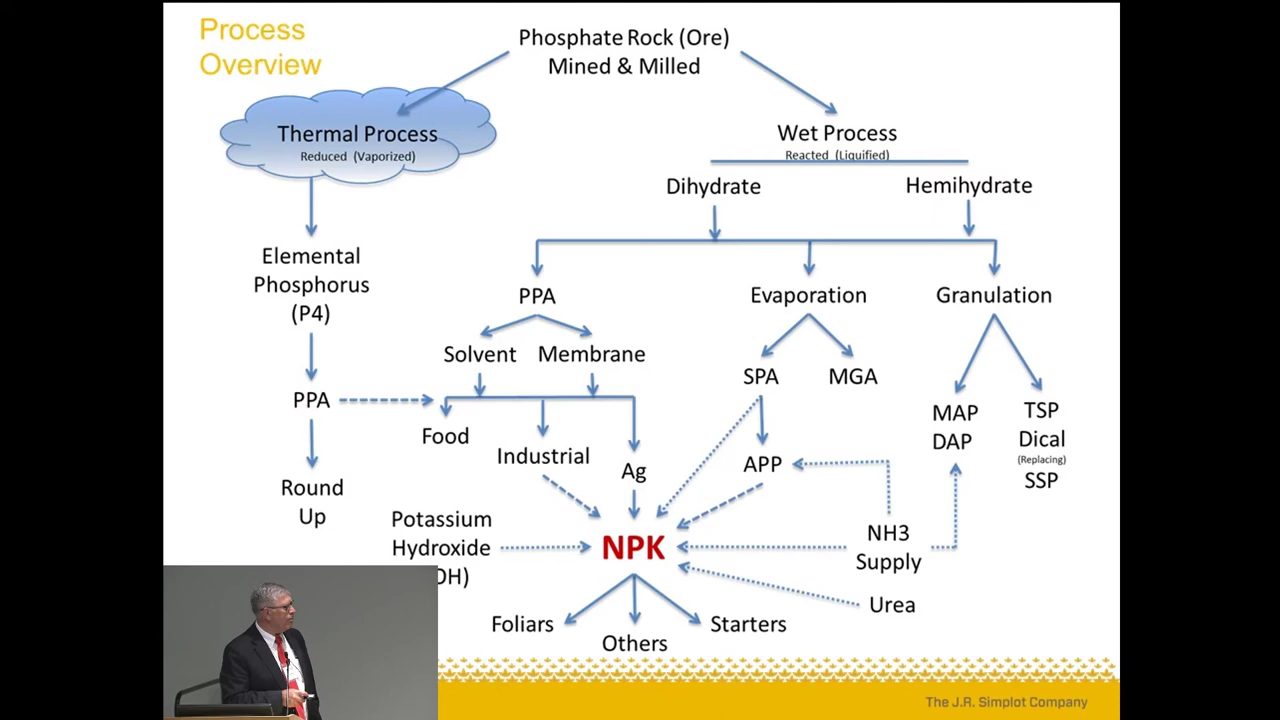 Process
Overview
Phosphate Rock (Ore)
Mined & Milled
Thermal Process
Reduced (Vaporized)
Wet Process
Reacted (Liquified)
Dihydrate
Hemihydrate
Elemental
Phosphorus
(P4)
PPA
Evaporation
Granulation
Solvent
Membrane
SPA
MGA
PPA
MAP
DAP
TSP
Dical
(Replacing)
SSP
Food
Industrial
Ag
APP
Round
Up
Potassium
Hydroxide
OH)
NPK
NH3
Supply
Urea
Foliars
Others
Starters
The J.R. Simplot Company